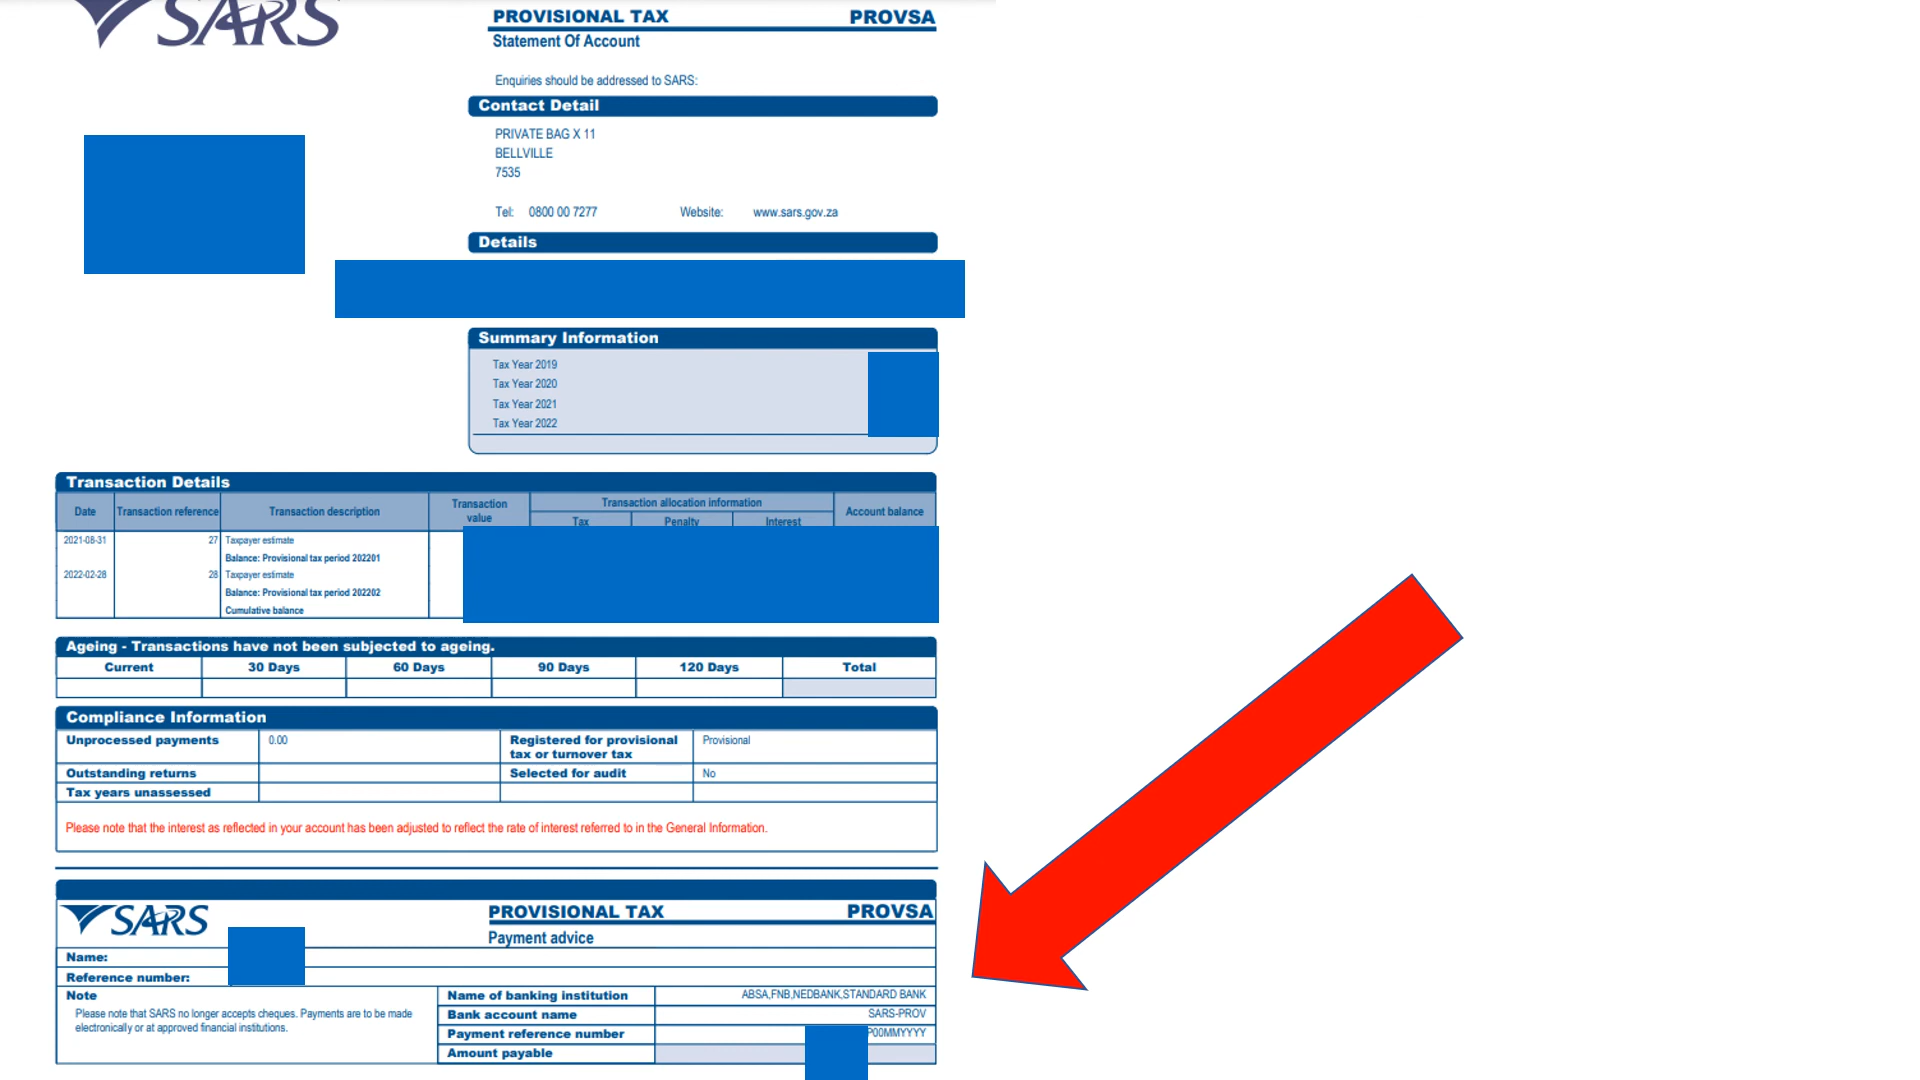 SARS
PROVISIONAL TAX PROVSA
Statement Of Account
Enquiries should be addressed to SARS:
Contact Detail
PRIVATE BAG X 11
BELLVILLE
7535
Tel: 0800 00 7277 Website: www.sars.gov.za
Details
Summary Information
Tax Year 2019
Tax Year 2020
Tax Year 2021
Tax Year 2022
Transaction Details
Date Transaction reference Transaction description Transaction value Transaction allocation information Account balance
Tax Penalty Interest
2021-08-31 27 Taxpayer estimate
Balance: Provisional tax period 202201
2022-02-28 28 Taxpayer estimate
Balance: Provisional tax period 202202
Cumulative balance
Ageing - Transactions have not been subjected to ageing.
Current 30 Days 60 Days 90 Days 120 Days Total
Compliance Information
Unprocessed payments 0.00 Registered for provisional tax or turnover tax Provisional
Outstanding returns Selected for audit No
Tax years unassessed
Please note that the interest as reflected in your account has been adjusted to reflect the rate of interest referred to in the General Information.
SARS PROVISIONAL TAX PROVSA
Payment advice
Name:
Reference number:
Note
Please note that SARS no longer accepts cheques. Payments are to be made
electronically or at approved financial institutions.
Name of banking institution ABSA,FNB,NEDBANK,STANDARD BANK
Bank account name SARS-PROV
Payment reference number P00MMYYYY
Amount payable